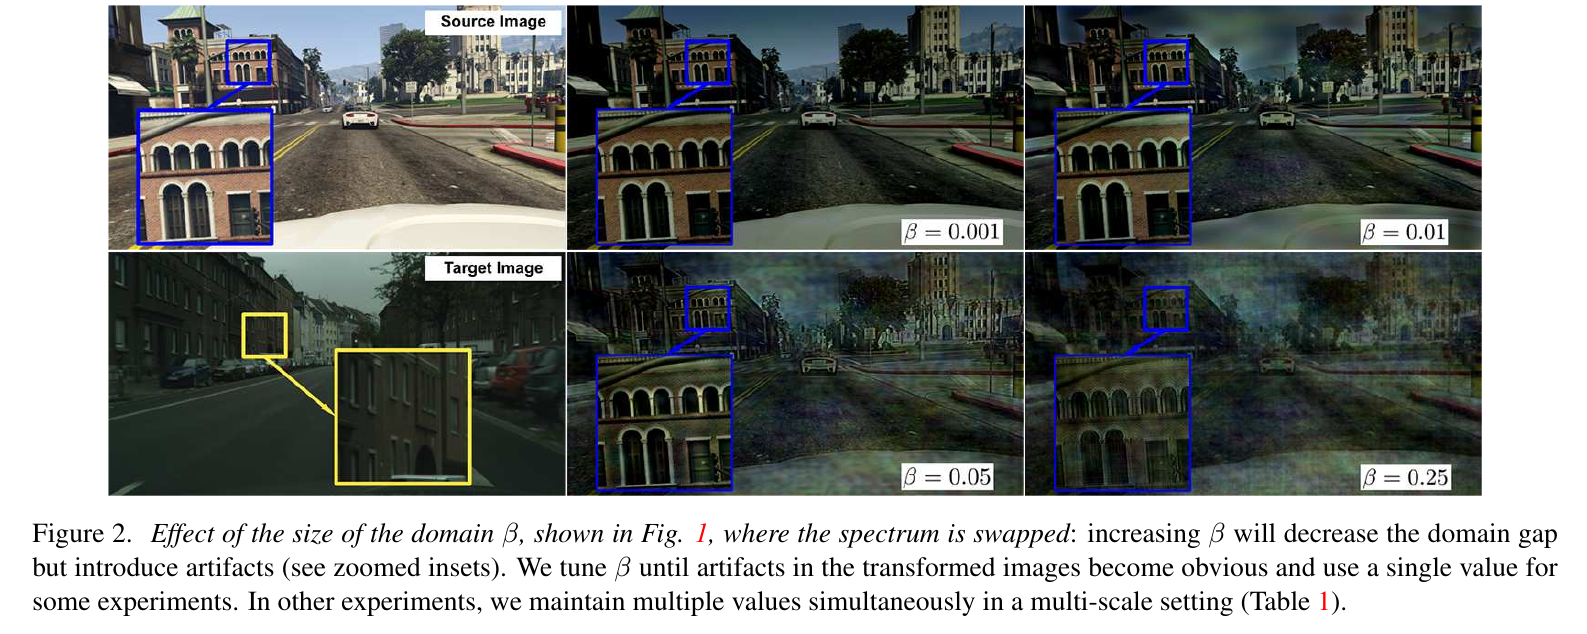 Source Image
β = 0.001
β = 0.01
Target Image
β = 0.05
β = 0.25
Figure 2. Effect of the size of the domain β, shown in Fig. 1, where the spectrum is swapped: increasing β will decrease the domain gap
but introduce artifacts (see zoomed insets). We tune β until artifacts in the transformed images become obvious and use a single value for
some experiments. In other experiments, we maintain multiple values simultaneously in a multi-scale setting (Table 1).